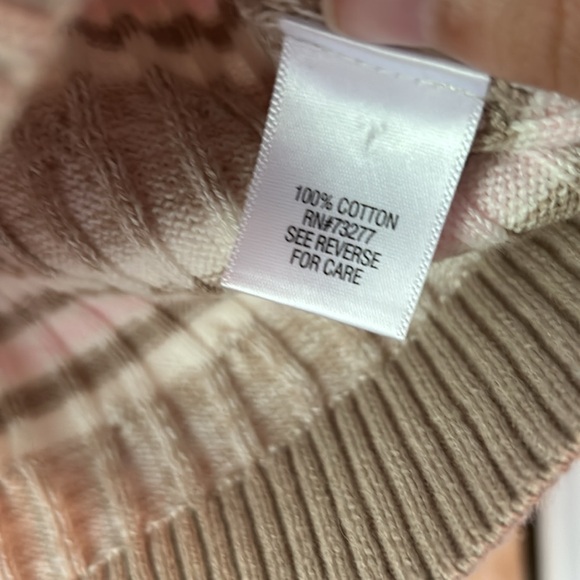 100% COTTON
RN#73277
SEE REVERSE
FOR CARE